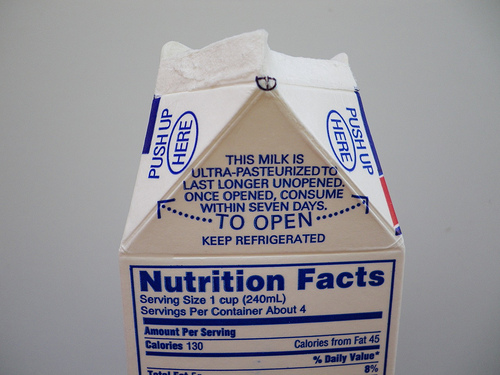 PUSH UP
HERE
THIS MILK IS
ULTRA-PASTEURIZED TO
LAST LONGER UNOPENED.
ONCE OPENED, CONSUME
WITHIN SEVEN DAYS.
TO OPEN
KEEP REFRIGERATED
PUSH UP
HERE
Nutrition Facts
Serving Size 1 cup (240mL)
Servings Per Container About 4
Amount Per Serving
Calories 130 Calories from Fat 45
% Daily Value*
Total Fat 8%